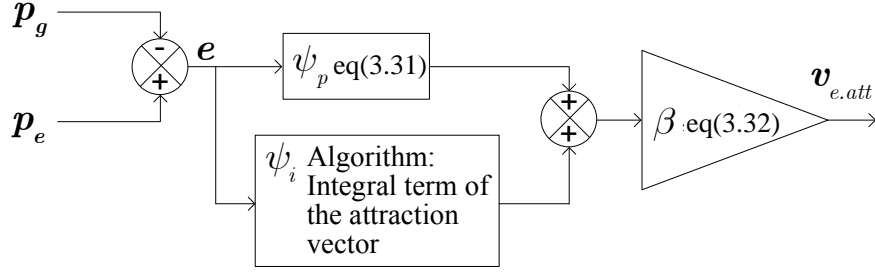 p_g
-
+
p_e
e
ψ_p eq(3.31)
ψ_i Algorithm:
Integral term of
the attraction
vector
+
+
β eq(3.32)
v_e.att